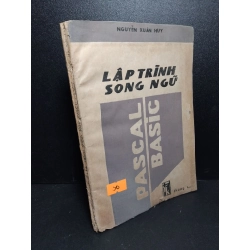 NGUYỄN XUÂN HUY
LẬP TRÌNH
SONG NGỮ
PASCAL
BASIC